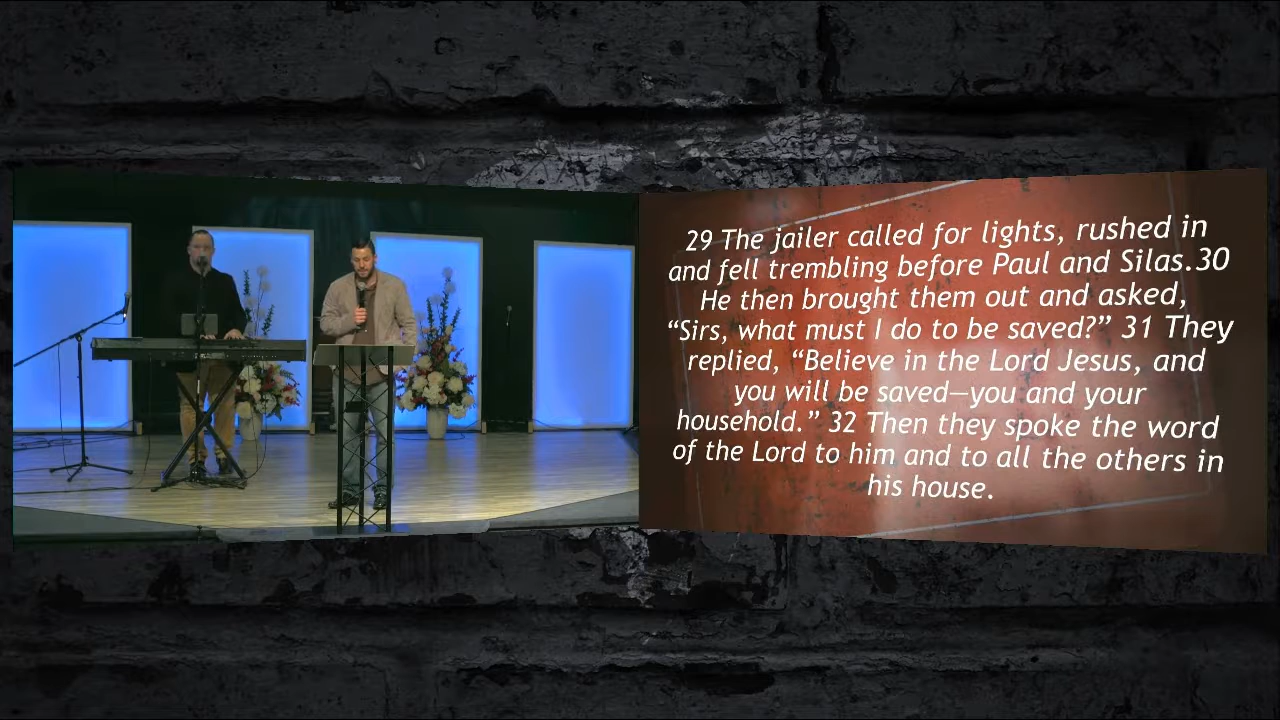 29 The jailer called for lights, rushed in
and fell trembling before Paul and Silas.30
He then brought them out and asked,
“Sirs, what must I do to be saved?” 31 They
replied, “Believe in the Lord Jesus, and
you will be saved—you and your
household.” 32 Then they spoke the word
of the Lord to him and to all the others in
his house.